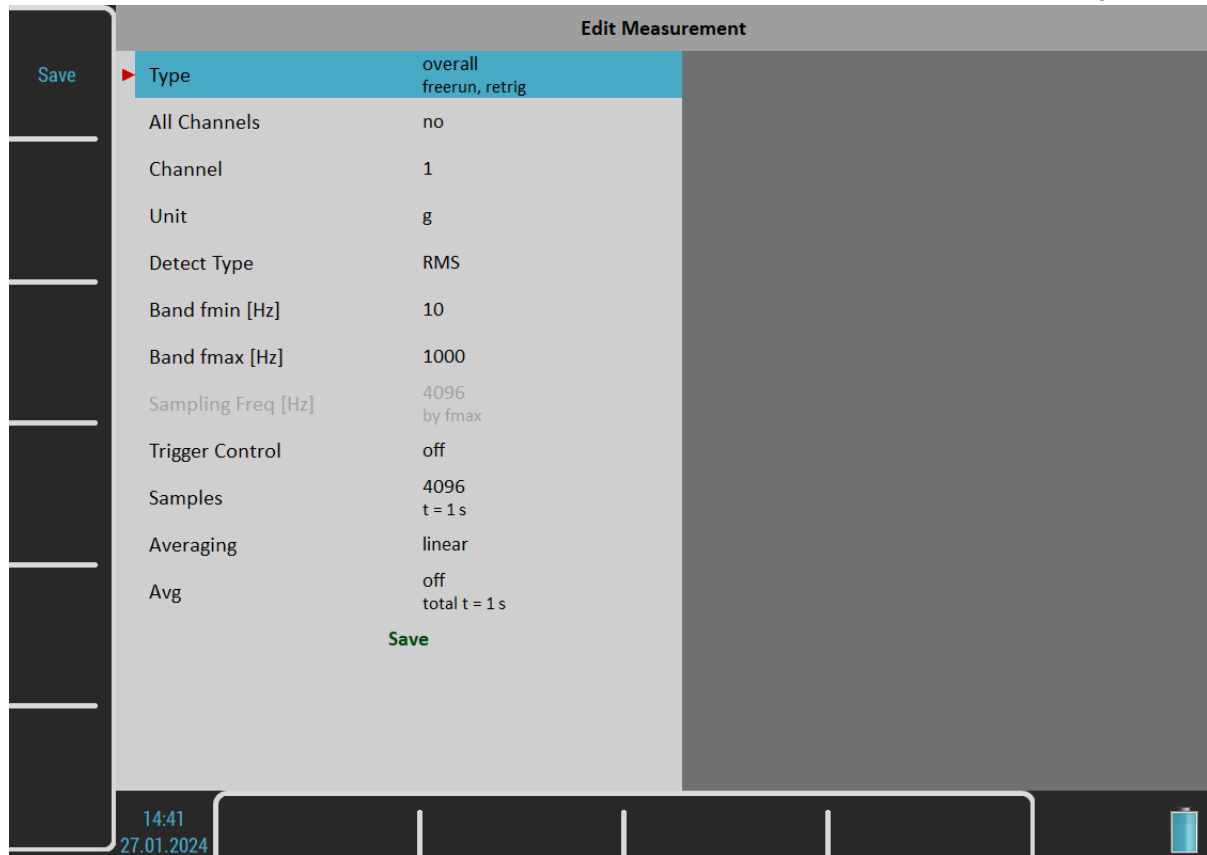 Edit Measurement
Save
Type overall
freerun, retrig
All Channels no
Channel 1
Unit g
Detect Type RMS
Band fmin [Hz] 10
Band fmax [Hz] 1000
Sampling Freq [Hz] 4096
by fmax
Trigger Control off
Samples 4096
t = 1 s
Averaging linear
Avg off
total t = 1 s
Save
14:41
27.01.2024